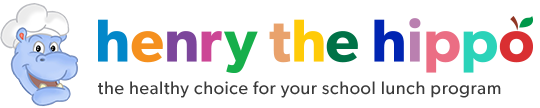 henry the hippo
the healthy choice for your school lunch program